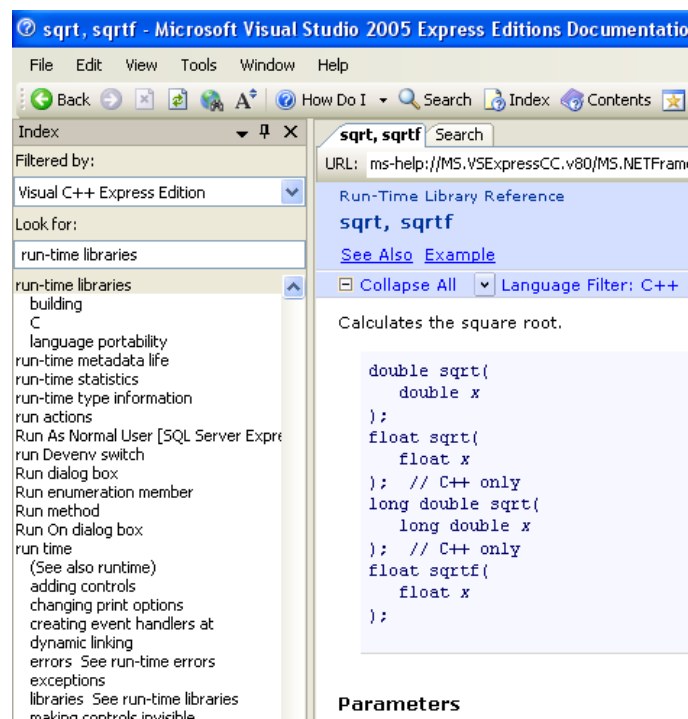 sqrt, sqrtf - Microsoft Visual Studio 2005 Express Editions Documentatio
File Edit View Tools Window Help
Back How Do I Search Index Contents
Index
Filtered by:
Visual C++ Express Edition
Look for:
run-time libraries
run-time libraries
building
C
language portability
run-time metadata life
run-time statistics
run-time type information
run actions
Run As Normal User [SQL Server Expre
run Devenv switch
Run dialog box
Run enumeration member
Run method
Run On dialog box
run time
(See also runtime)
adding controls
changing print options
creating event handlers at
dynamic linking
errors See run-time errors
exceptions
libraries See run-time libraries
making controls invisible
sqrt, sqrtf Search
URL: ms-help://MS.VSExpressCC.v80/MS.NETFrame
Run-Time Library Reference
sqrt, sqrtf
See Also Example
Collapse All Language Filter: C++
Calculates the square root.
double sqrt(
double x
);
float sqrt(
float x
); // C++ only
long double sqrt(
long double x
); // C++ only
float sqrtf(
float x
);
Parameters